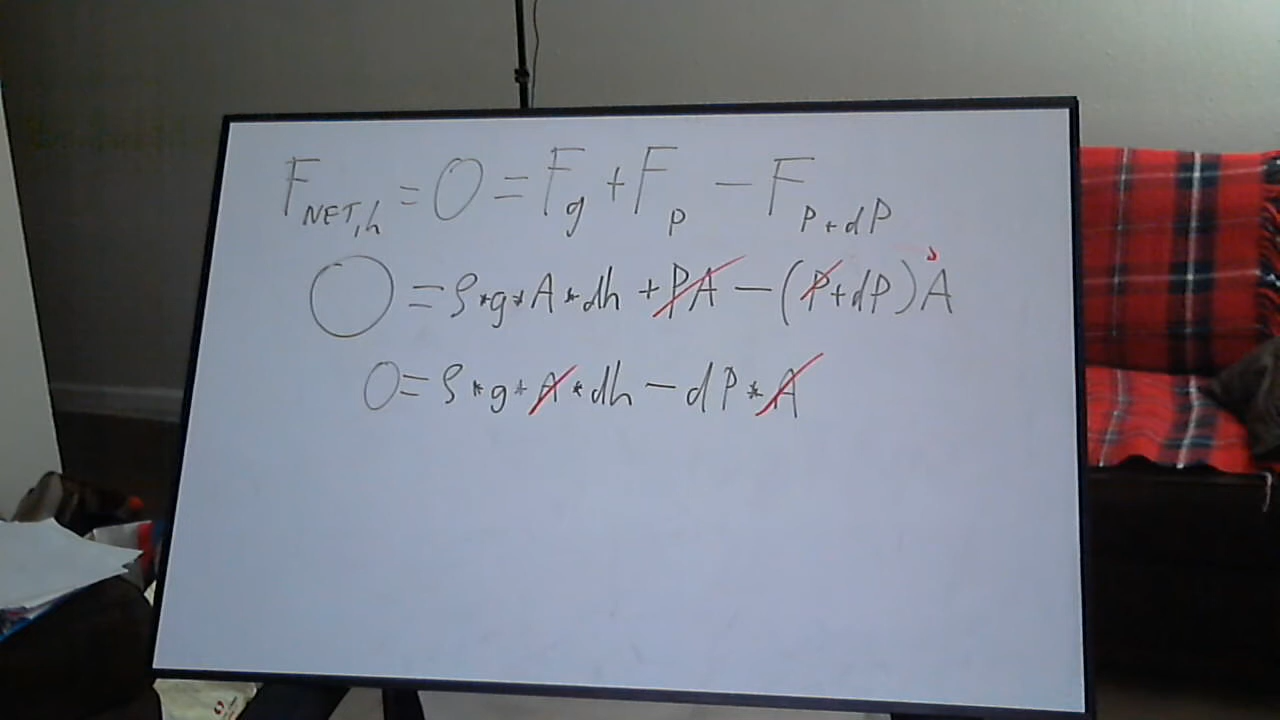 F_NET,h = 0 = F_g + F_P - F_P+dP
0 = ρ*g*A*dh + PA - (P+dP)A
0 = ρ*g*A*dh - dP*A